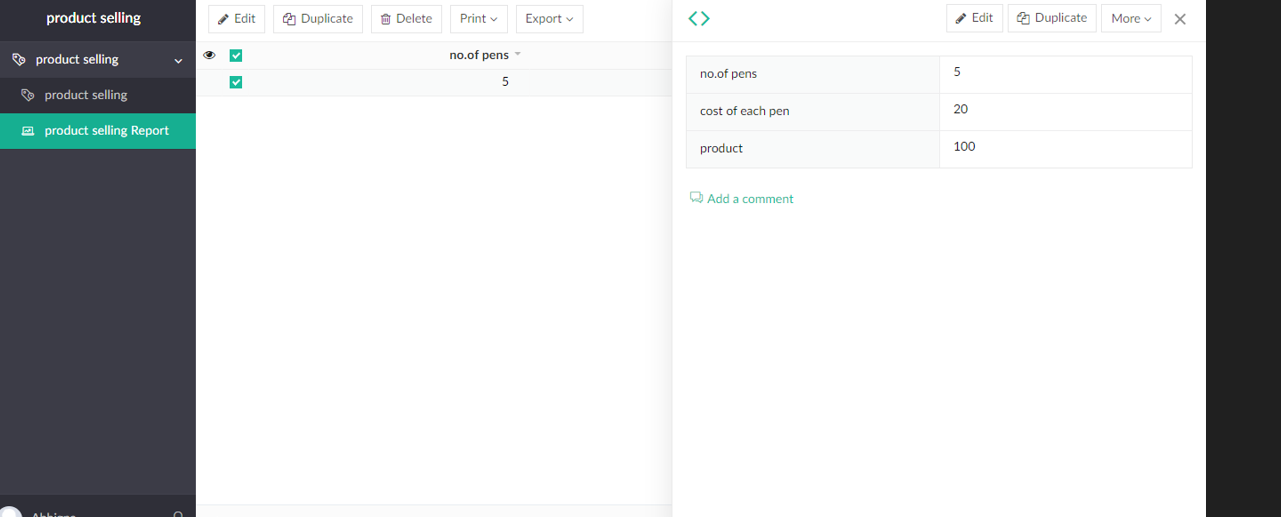 product selling
product selling
product selling
product selling Report
Edit
Duplicate
Delete
Print
Export
no.of pens
5
Edit
Duplicate
More
no.of pens
5
cost of each pen
20
product
100
Add a comment